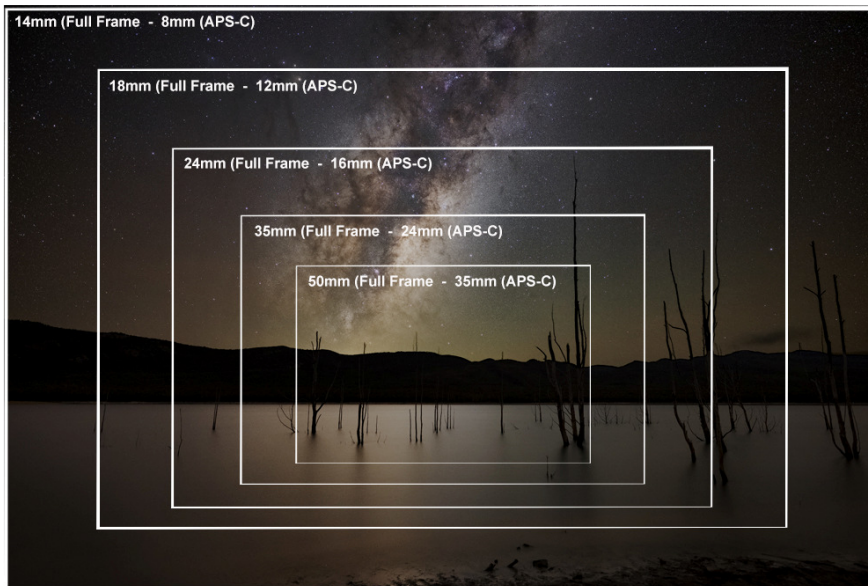 14mm (Full Frame - 8mm (APS-C)
18mm (Full Frame - 12mm (APS-C)
24mm (Full Frame - 16mm (APS-C)
35mm (Full Frame - 24mm (APS-C)
50mm (Full Frame - 35mm (APS-C)